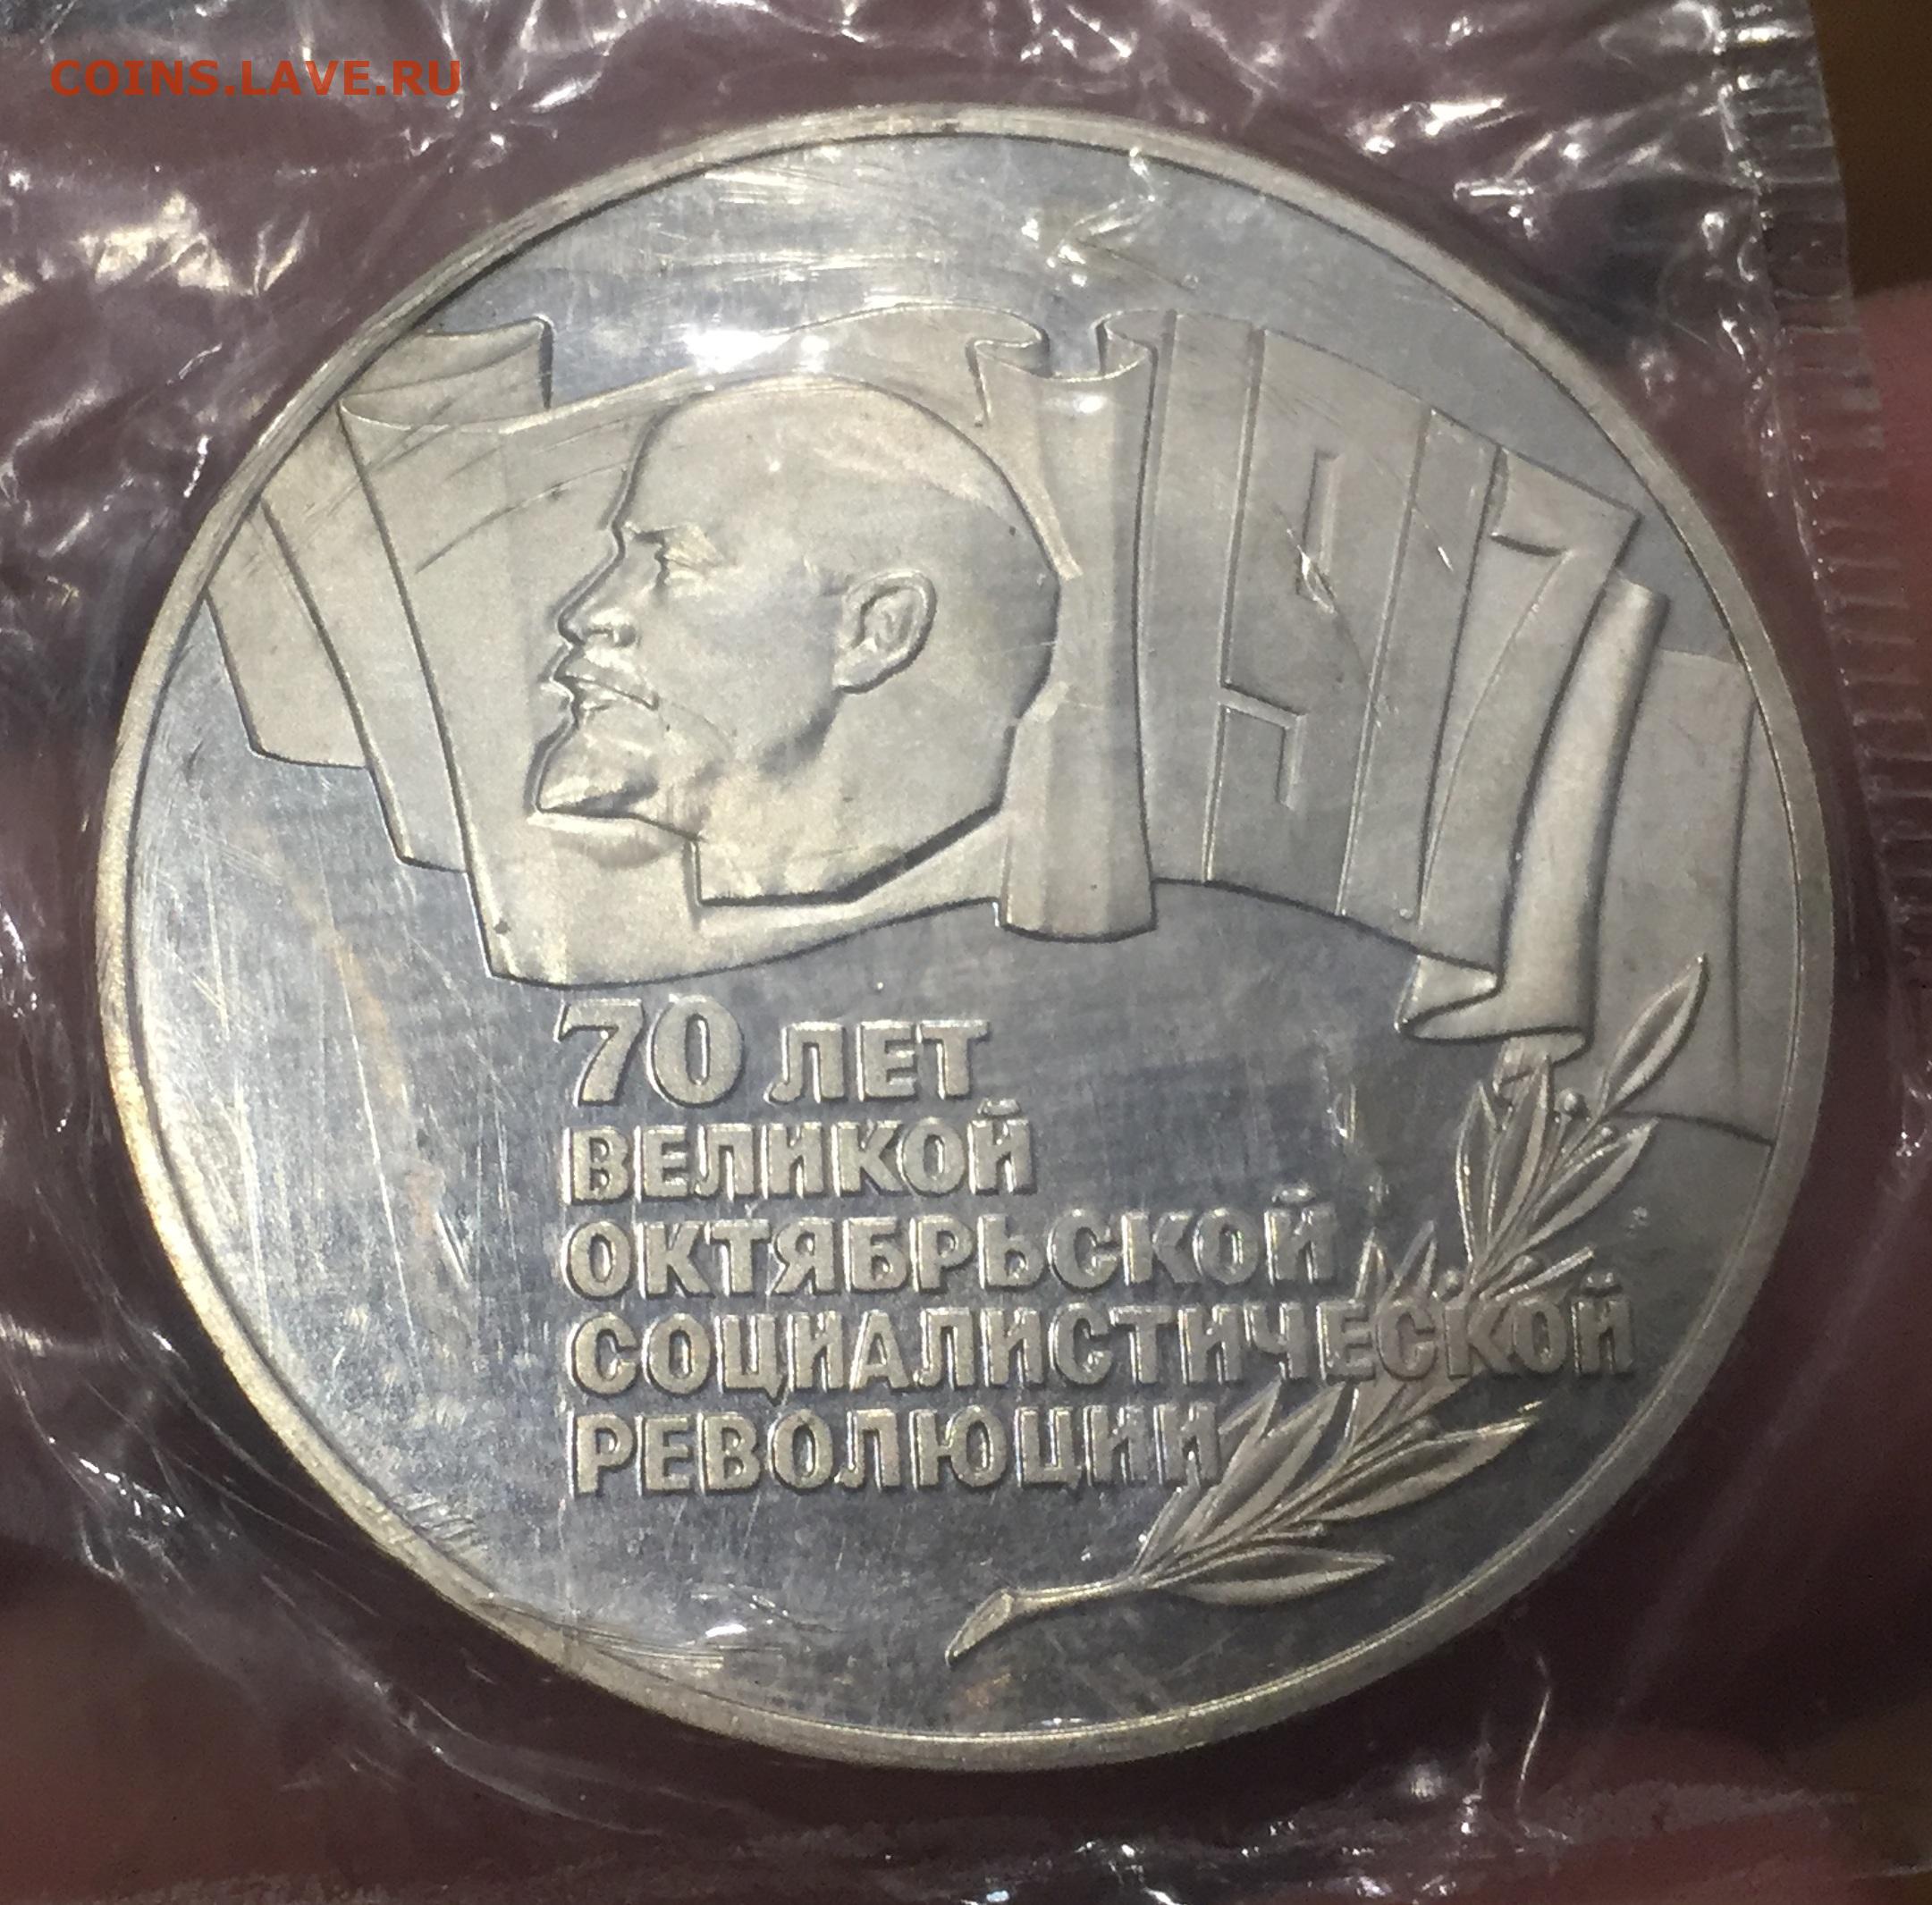 COINS.LAVE.RU
1917
70 ЛЕТ
ВЕЛИКОЙ
ОКТЯБРЬСКОЙ
СОЦИАЛИСТИЧЕСКОЙ
РЕВОЛЮЦИИ